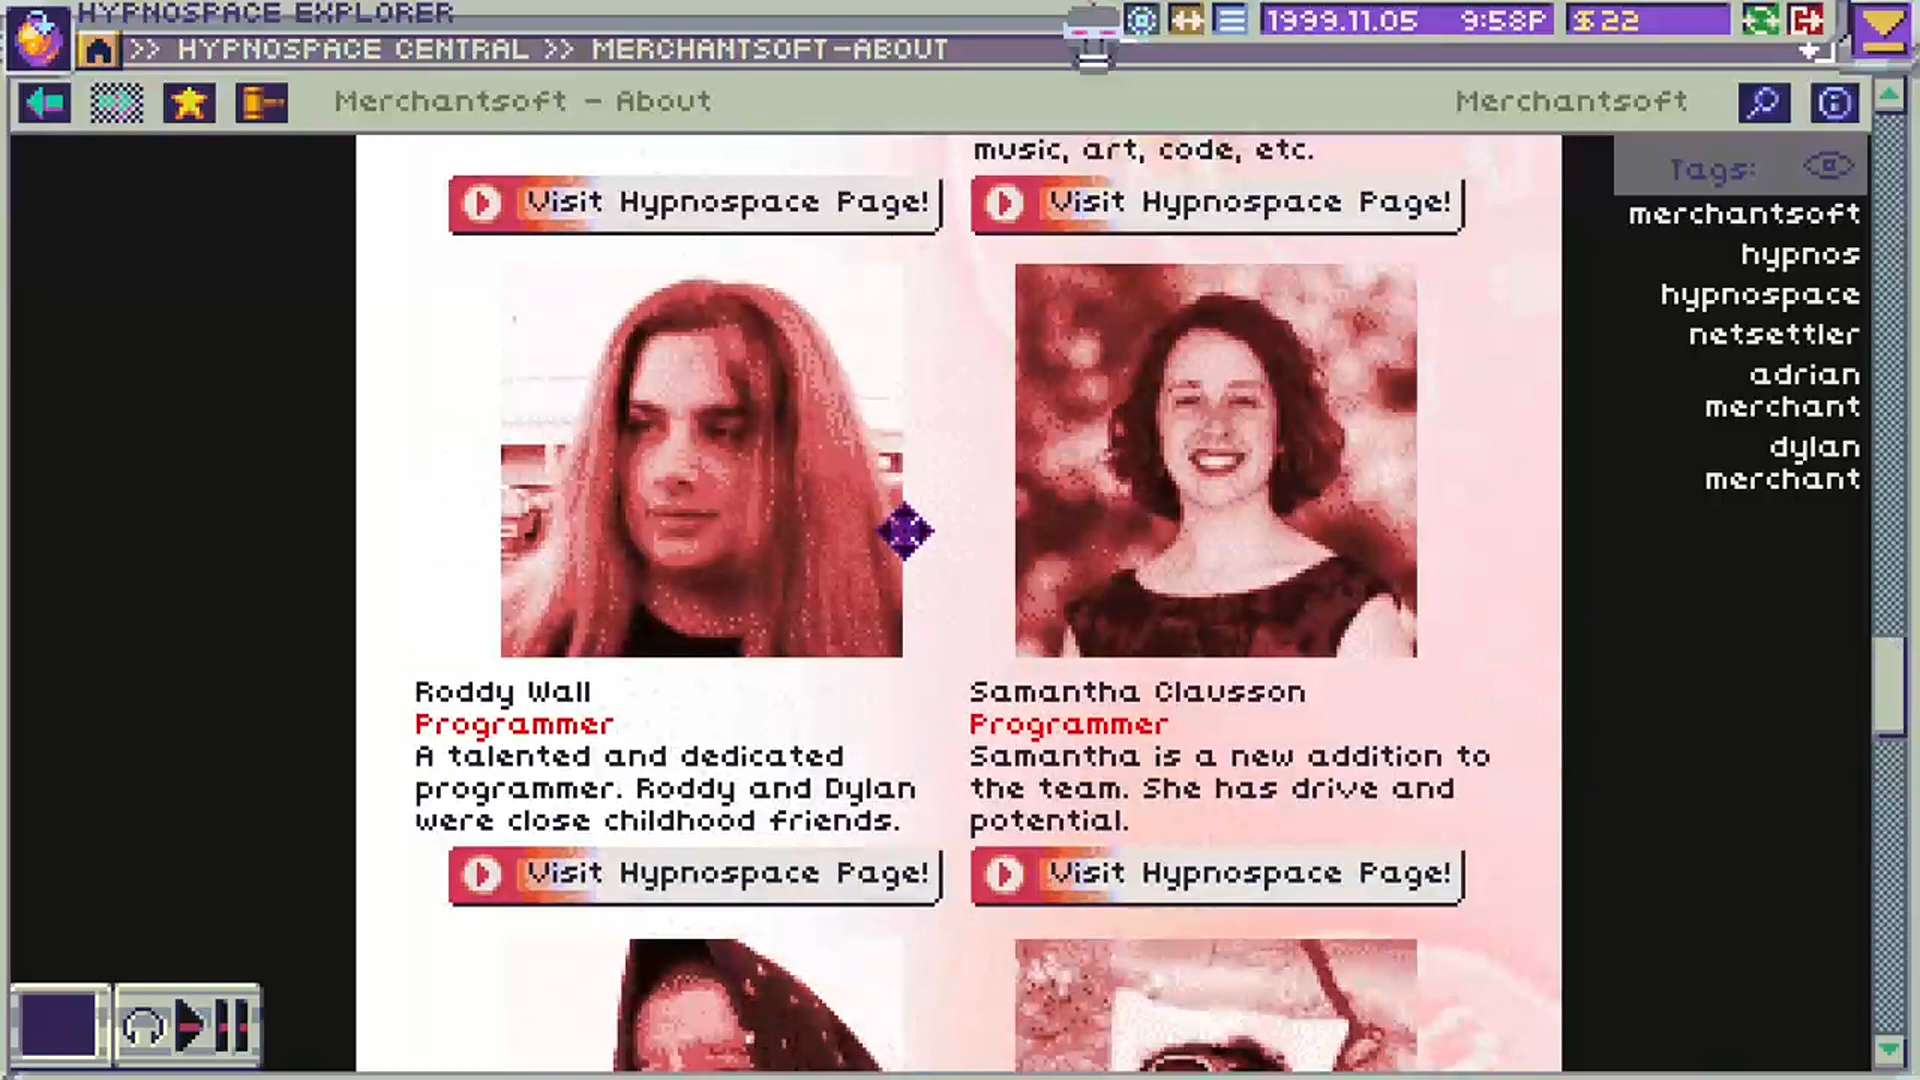 HYPNOSPACE EXPLORER
1999.11.05 9:58P $22
>> HYPNOSPACE CENTRAL >> MERCHANTSOFT-ABOUT
Merchantsoft - About
Merchantsoft
music, art, code, etc.
Visit Hypnospace Page!
Visit Hypnospace Page!
Tags:
merchantsoft
hypnos
hypnospace
netsettler
adrian
merchant
dylan
merchant
Roddy Wall
Programmer
A talented and dedicated
programmer. Roddy and Dylan
were close childhood friends.
Visit Hypnospace Page!
Samantha Clausson
Programmer
Samantha is a new addition to
the team. She has drive and
potential.
Visit Hypnospace Page!